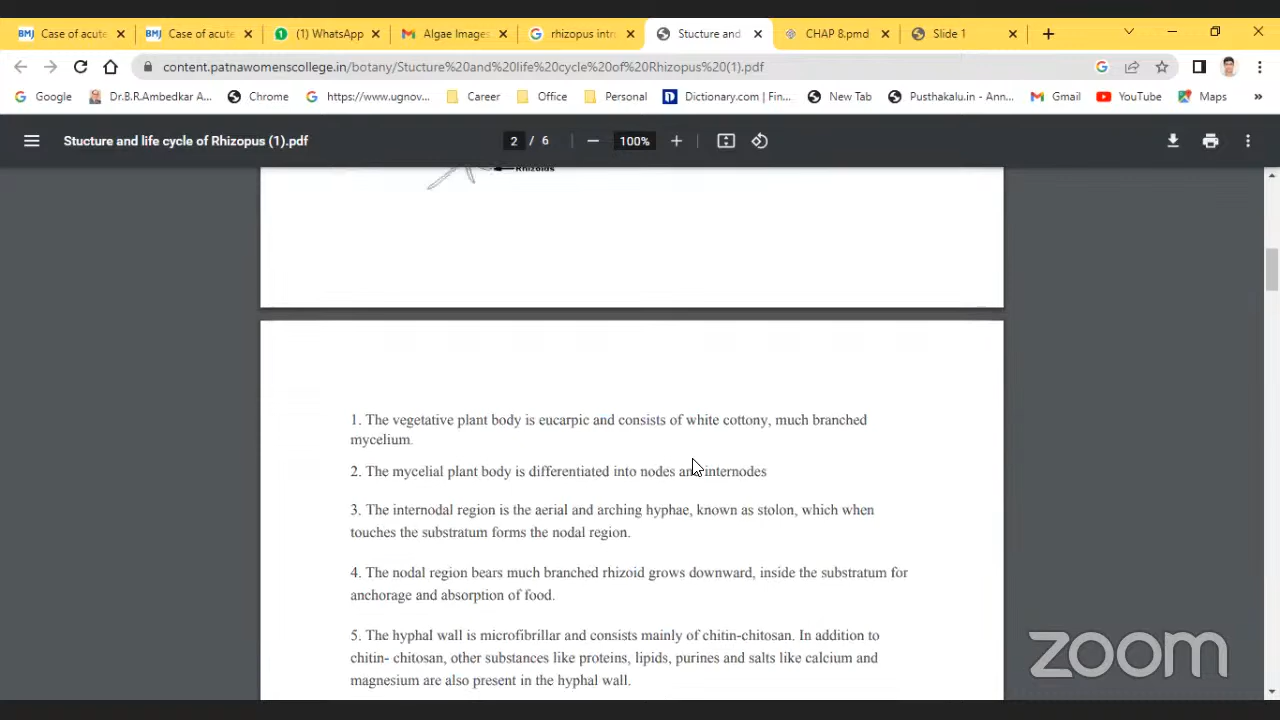 BMJ Case of acute
BMJ Case of acute
(1) WhatsApp
Algae Images
rhizopus intr
Stucture and
CHAP 8.pmd
Slide 1
content.patnawomenscollege.in/botany/Stucture%20and%20life%20cycle%20of%20Rhizopus%20(1).pdf
Google Dr.B.R.Ambedkar A... Chrome https://www.ugnov... Career Office Personal Dictionary.com | Fin... New Tab Pusthakalu.in - Ann... Gmail YouTube Maps »
Stucture and life cycle of Rhizopus (1).pdf 2 / 6 100%
Rhizoids
1. The vegetative plant body is eucarpic and consists of white cottony, much branched
mycelium.
2. The mycelial plant body is differentiated into nodes and internodes
3. The internodal region is the aerial and arching hyphae, known as stolon, which when
touches the substratum forms the nodal region.
4. The nodal region bears much branched rhizoid grows downward, inside the substratum for
anchorage and absorption of food.
5. The hyphal wall is microfibrillar and consists mainly of chitin-chitosan. In addition to
chitin- chitosan, other substances like proteins, lipids, purines and salts like calcium and
magnesium are also present in the hyphal wall.
zoom